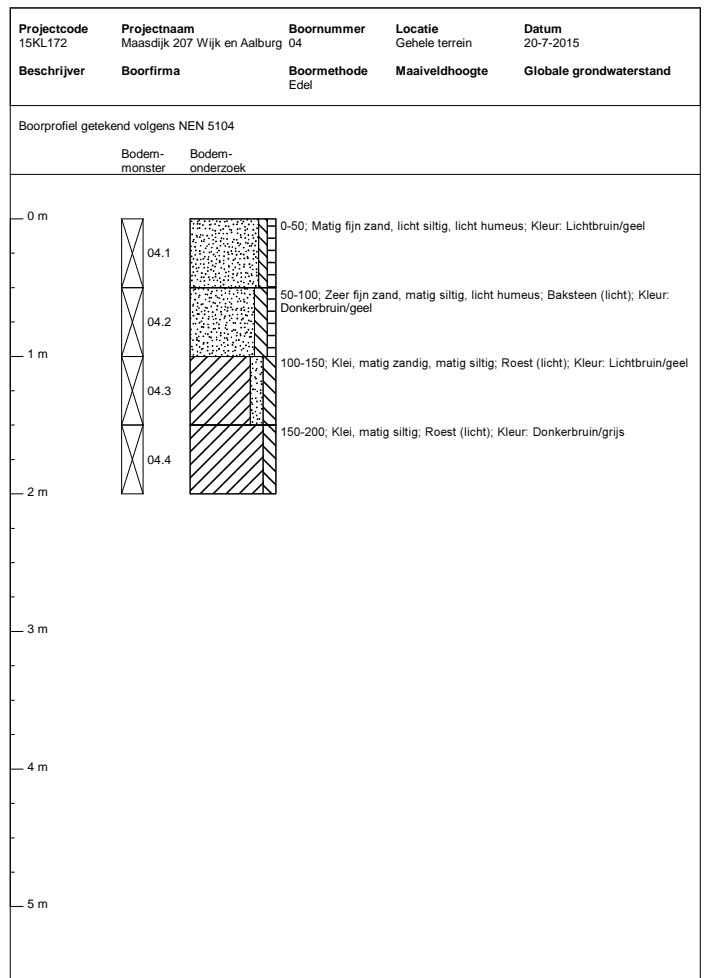 Projectcode Projectnaam Boornummer Locatie Datum
15KL172 Maasdijk 207 Wijk en Aalburg 04 Gehele terrein 20-7-2015
Beschrijver Boorfirma Boormethode Maaiveldhoogte Globale grondwaterstand
Edel
Boorprofiel getekend volgens NEN 5104
Bodem- Bodem-
monster onderzoek
0 m
0-50; Matig fijn zand, licht siltig, licht humeus; Kleur: Lichtbruin/geel
04.1
50-100; Zeer fijn zand, matig siltig, licht humeus; Baksteen (licht); Kleur:
Donkerbruin/geel
04.2
1 m
100-150; Klei, matig zandig, matig siltig; Roest (licht); Kleur: Lichtbruin/geel
04.3
150-200; Klei, matig siltig; Roest (licht); Kleur: Donkerbruin/grijs
04.4
2 m
3 m
4 m
5 m